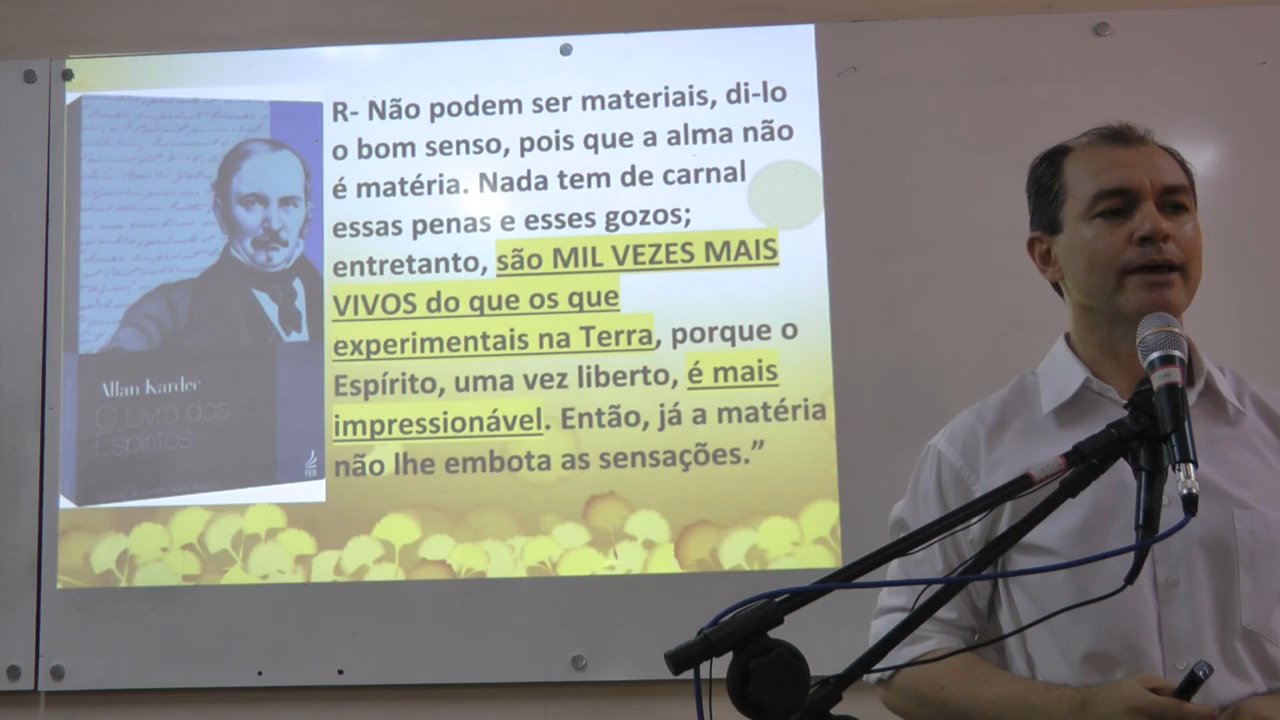 R- Não podem ser materiais, di-lo
o bom senso, pois que a alma não
é matéria. Nada tem de carnal
essas penas e esses gozos;
entretanto, são MIL VEZES MAIS
VIVOS do que os que
experimentais na Terra, porque o
Espírito, uma vez liberto, é mais
impressionável. Então, já a matéria
não lhe embota as sensações.”
Allan Kardec
O Livro dos
Espíritos
FEB